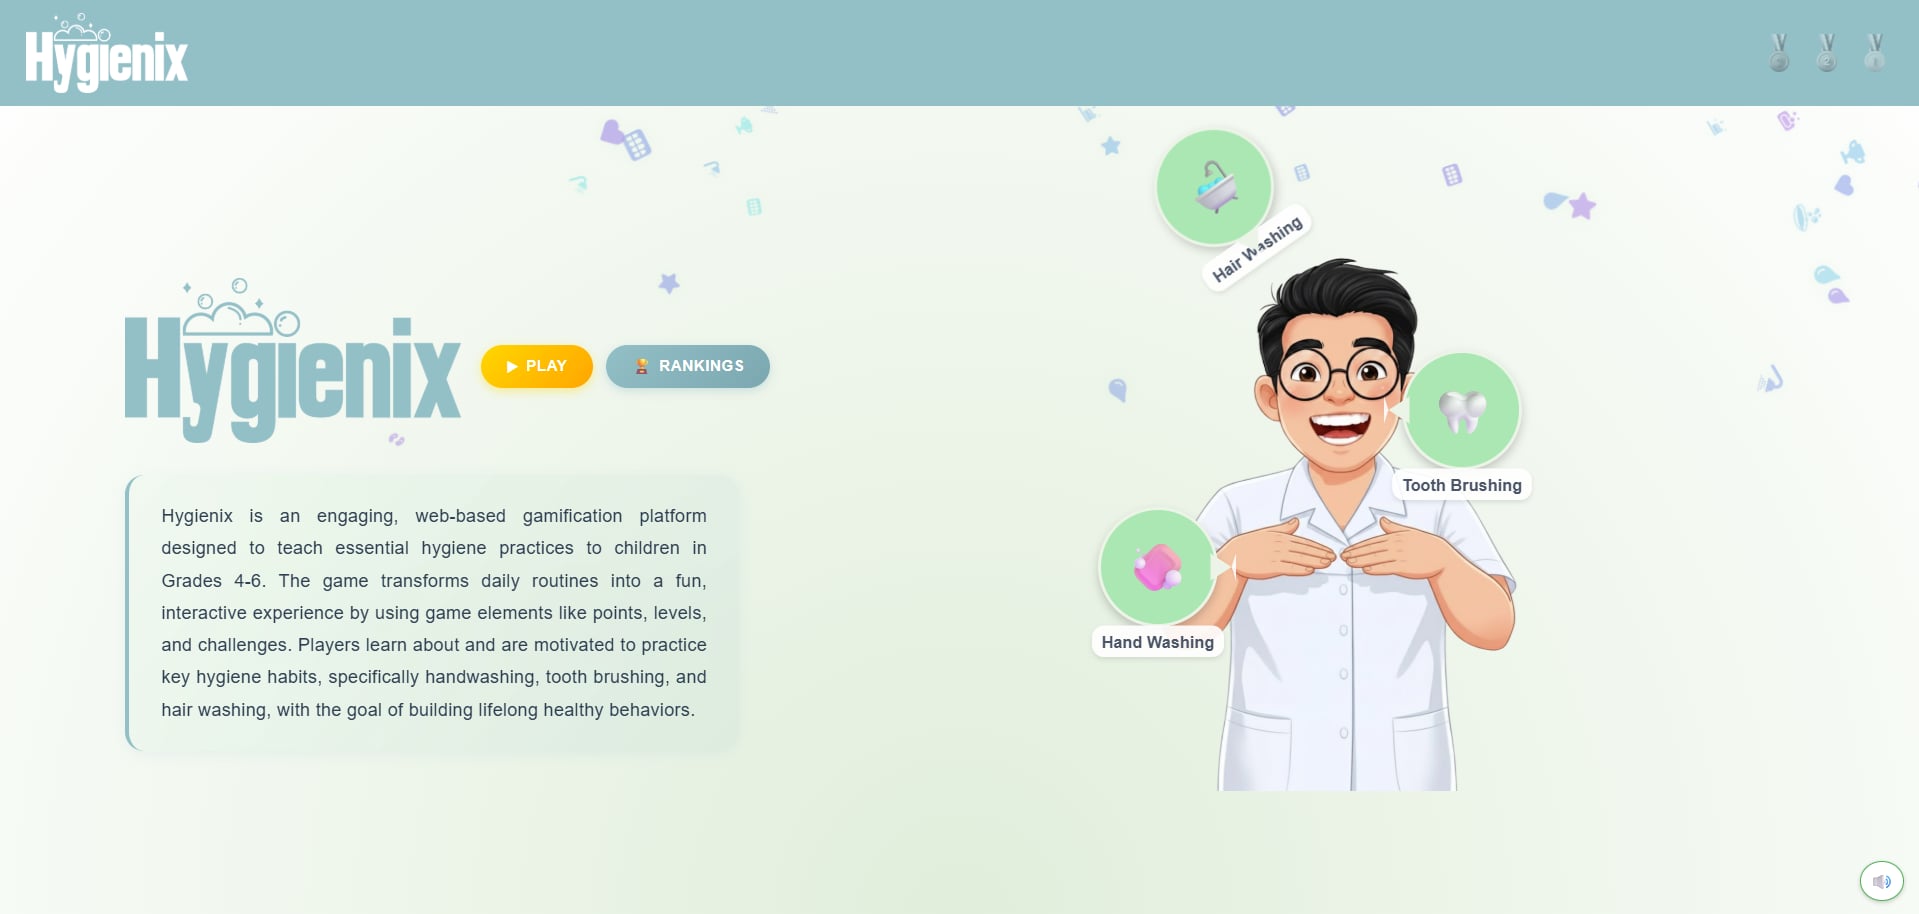 Hygienix
2
Hair Washing
Hygienix
PLAY
RANKINGS
Tooth Brushing
Hygienix is an engaging, web-based gamification platform
designed to teach essential hygiene practices to children in
Grades 4-6. The game transforms daily routines into a fun,
interactive experience by using game elements like points, levels,
and challenges. Players learn about and are motivated to practice
key hygiene habits, specifically handwashing, tooth brushing, and
hair washing, with the goal of building lifelong healthy behaviors.
Hand Washing